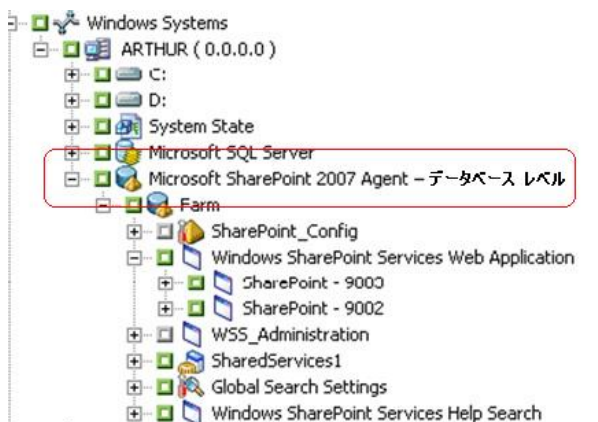 Windows Systems
ARTHUR ( 0.0.0.0 )
C:
D:
System State
Microsoft SQL Server
Microsoft SharePoint 2007 Agent – データベース レベル
Farm
SharePoint_Config
Windows SharePoint Services Web Application
SharePoint - 9003
SharePoint - 9002
WSS_Administration
SharedServices1
Global Search Settings
Windows SharePoint Services Help Search